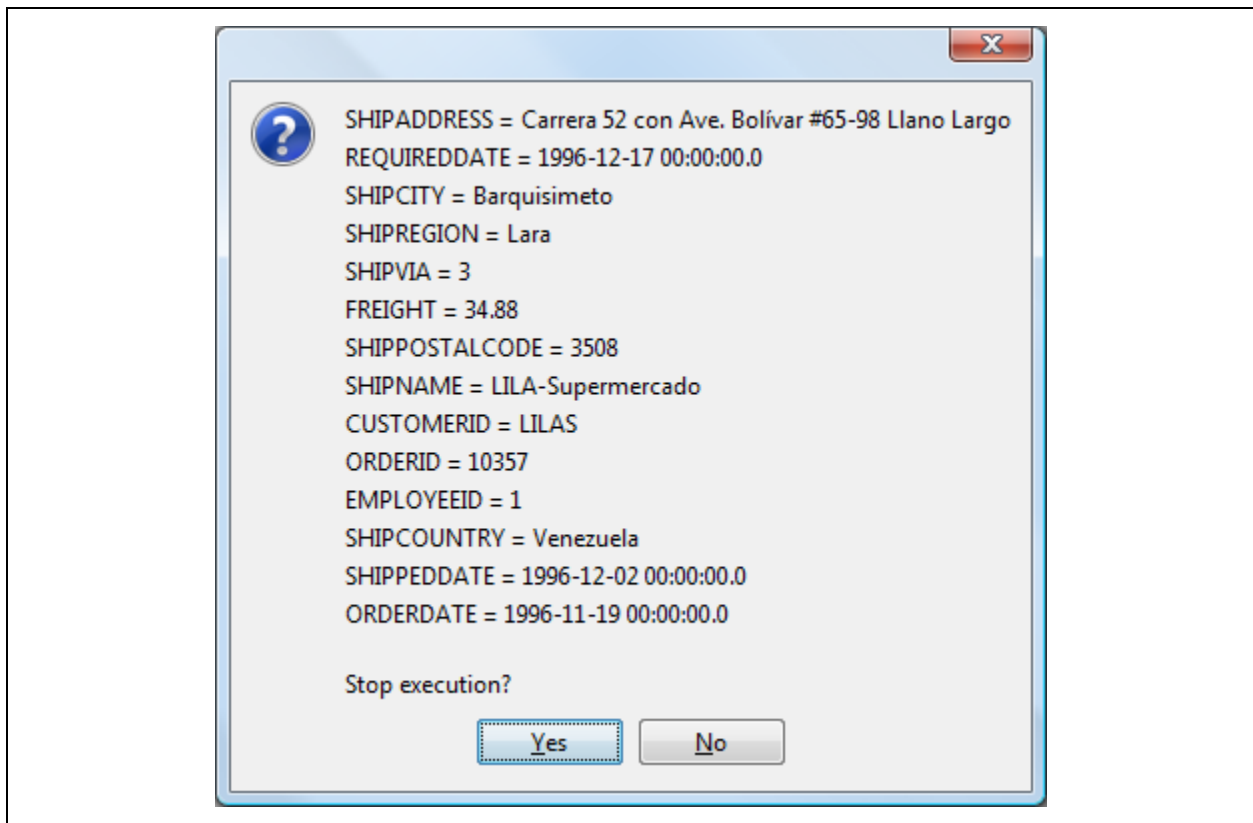 SHIPADDRESS = Carrera 52 con Ave. Bolívar #65-98 Llano Largo
REQUIREDDATE = 1996-12-17 00:00:00.0
SHIPCITY = Barquisimeto
SHIPREGION = Lara
SHIPVIA = 3
FREIGHT = 34.88
SHIPPOSTALCODE = 3508
SHIPNAME = LILA-Supermercado
CUSTOMERID = LILAS
ORDERID = 10357
EMPLOYEEID = 1
SHIPCOUNTRY = Venezuela
SHIPPEDDATE = 1996-12-02 00:00:00.0
ORDERDATE = 1996-11-19 00:00:00.0
Stop execution?
Yes No